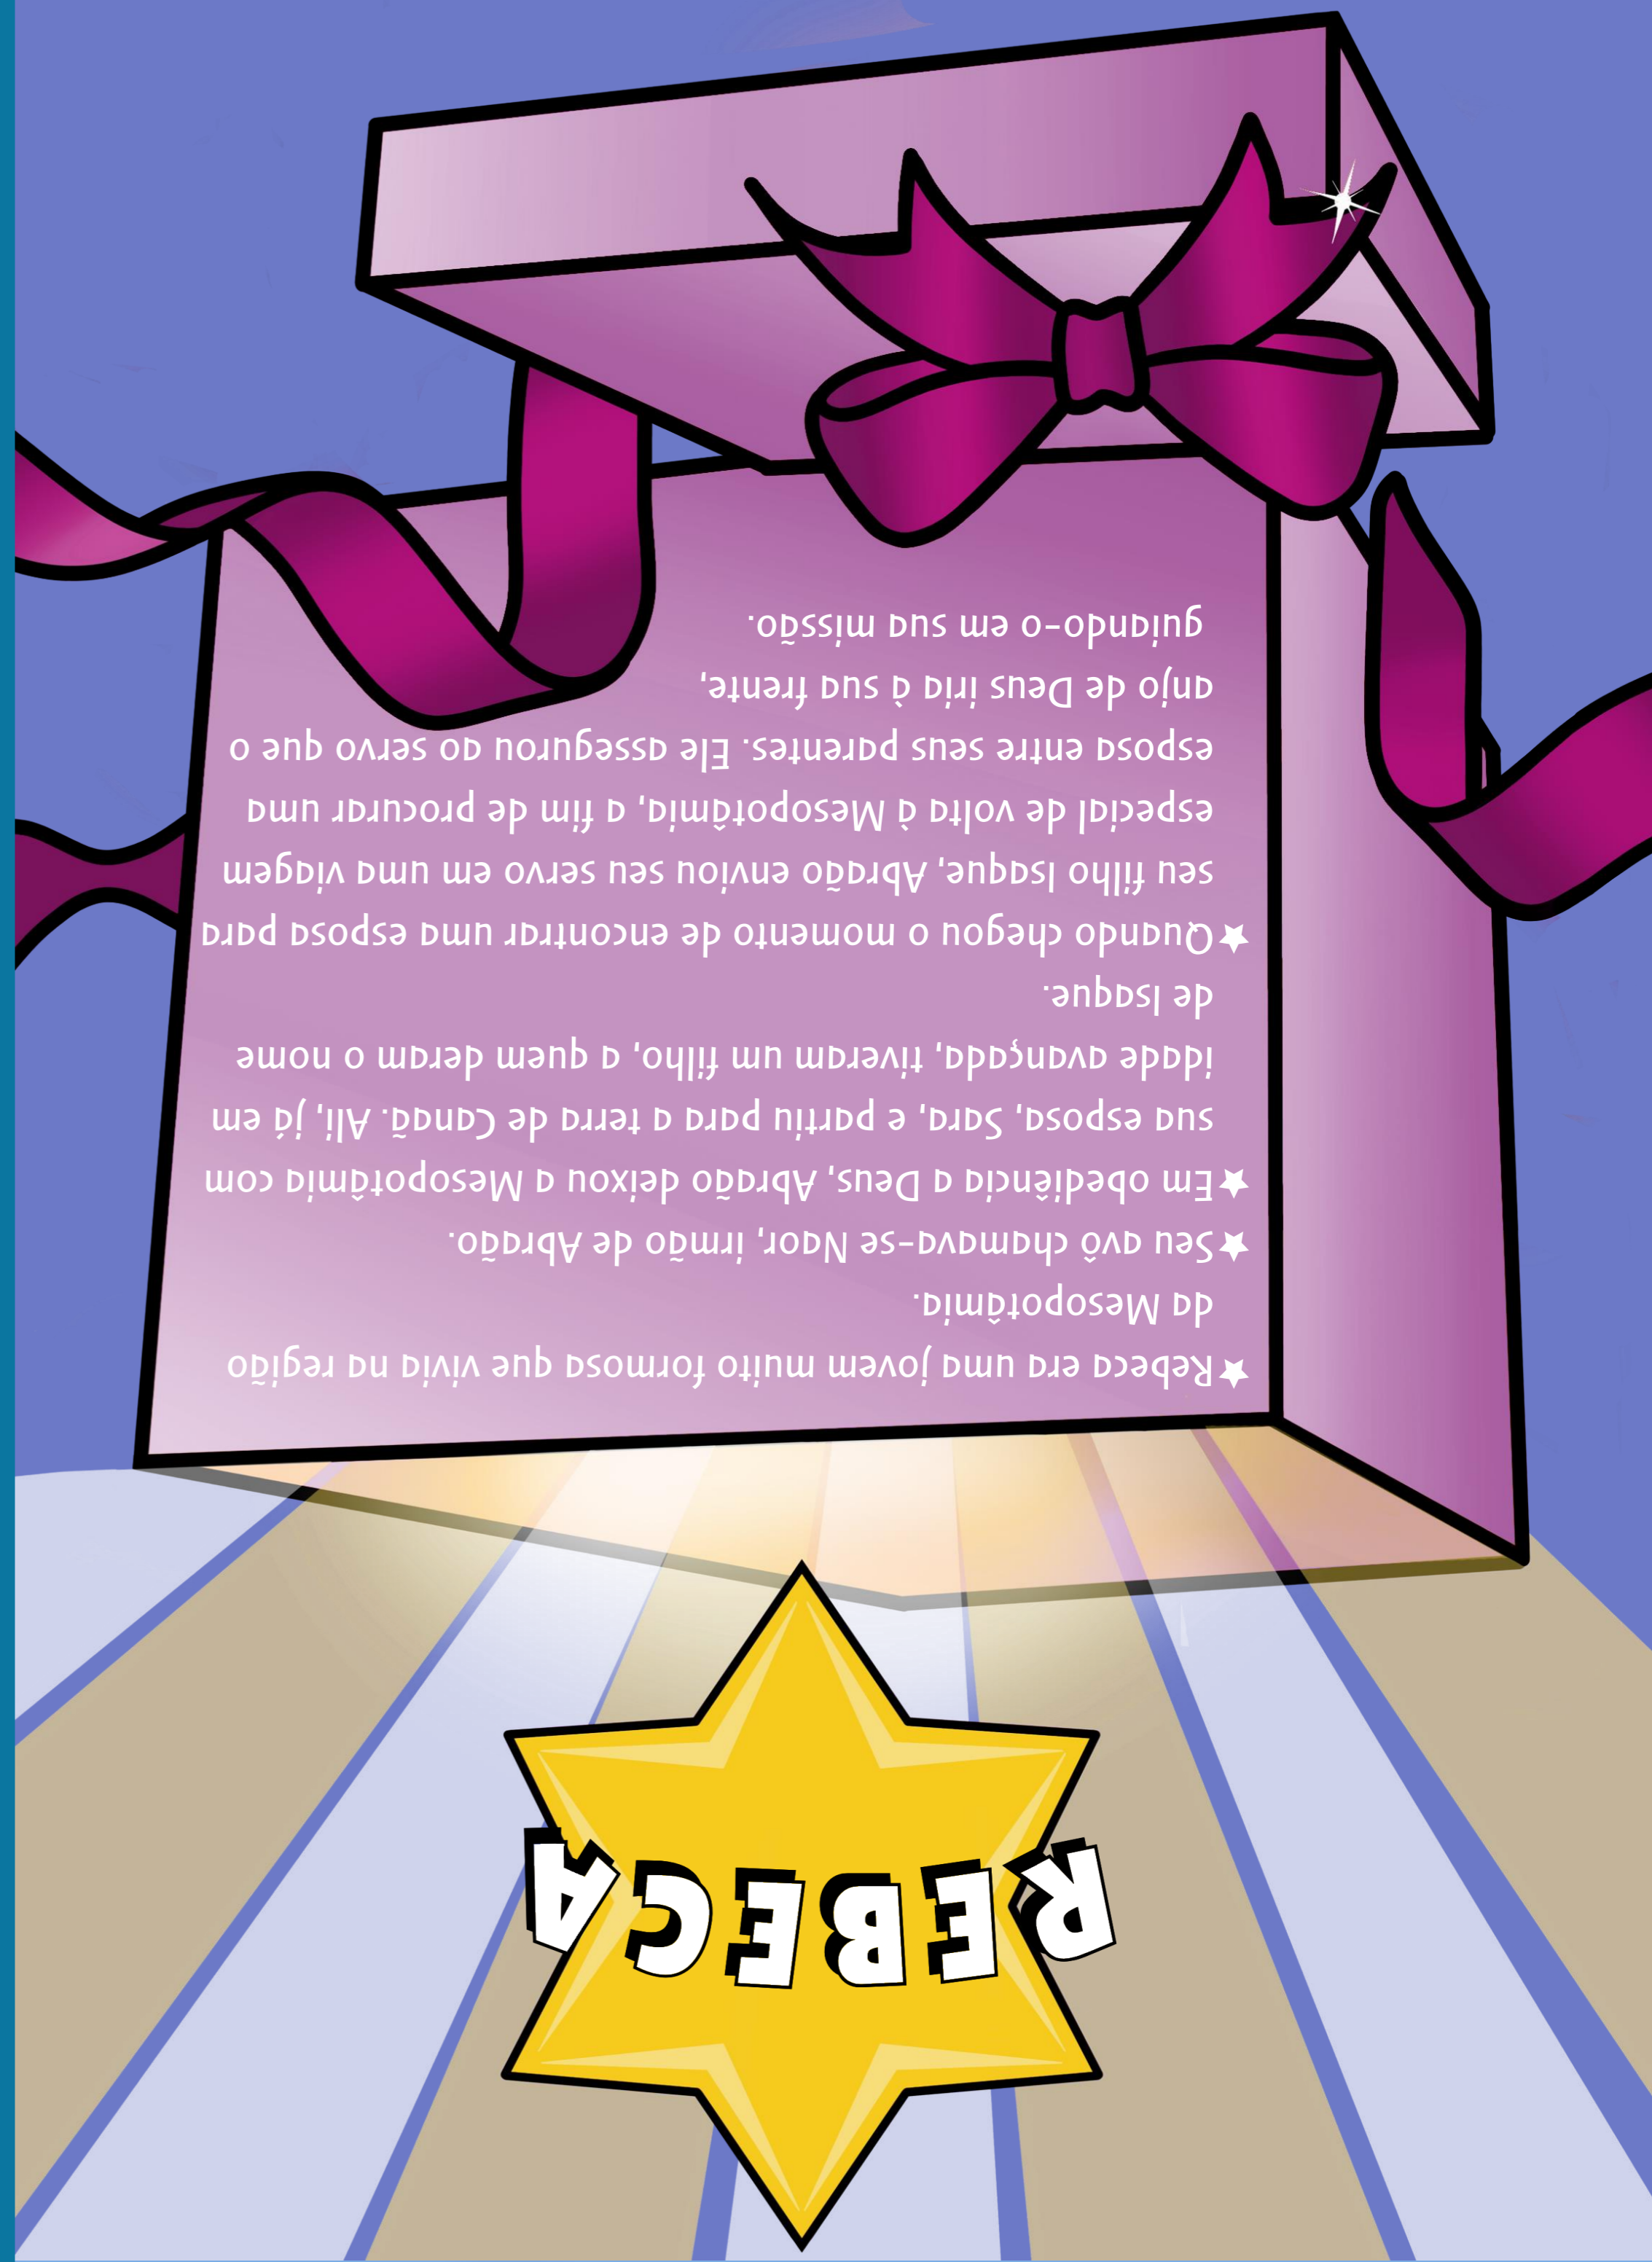 REBECA
★Rebeca era uma jovem muito formosa que vivia na região
da Mesopotâmia.
★Seu avô chamava-se Naor, irmão de Abraão.
★Em obediência a Deus, Abraão deixou a Mesopotâmia com
sua esposa, Sara, e partiu para a terra de Canaã. Ali, já em
idade avançada, tiveram um filho, a quem deram o nome
de Isaque.
★Quando chegou o momento de encontrar uma esposa para
seu filho Isaque, Abraão enviou seu servo em uma viagem
especial de volta à Mesopotâmia, a fim de procurar uma
esposa entre seus parentes. Ele assegurou ao servo que o
anjo de Deus iria à sua frente,
guiando-o em sua missão.